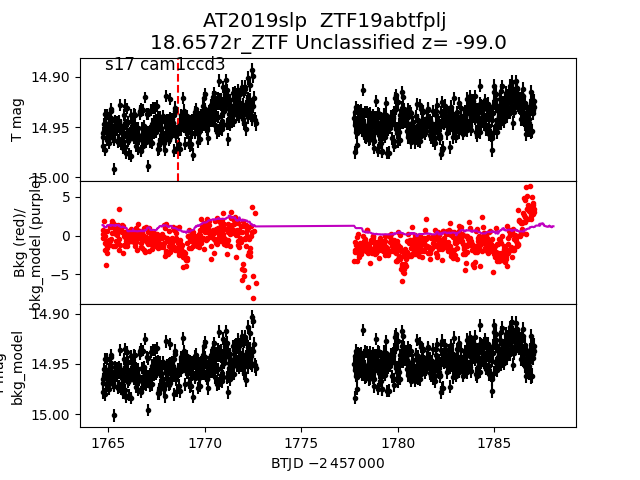 AT2019slp  ZTF19abtfplj
18.6572r_ZTF Unclassified z= -99.0
s17 cam1ccd3
14.90
14.95
15.00
T mag
5
0
−5
Bkg (red)/
bkg_model (purple)
14.90
14.95
15.00
mag
bkg_model
1765
1770
1775
1780
1785
BTJD −2 457 000